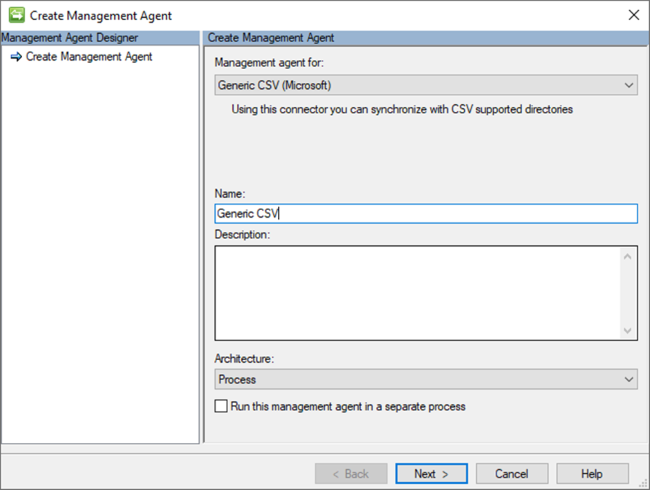 Create Management Agent
Management Agent Designer
Create Management Agent
Create Management Agent
Management agent for:
Generic CSV (Microsoft)
Using this connector you can synchronize with CSV supported directories
Name:
Generic CSV
Description:
Architecture:
Process
Run this management agent in a separate process
< Back
Next >
Cancel
Help